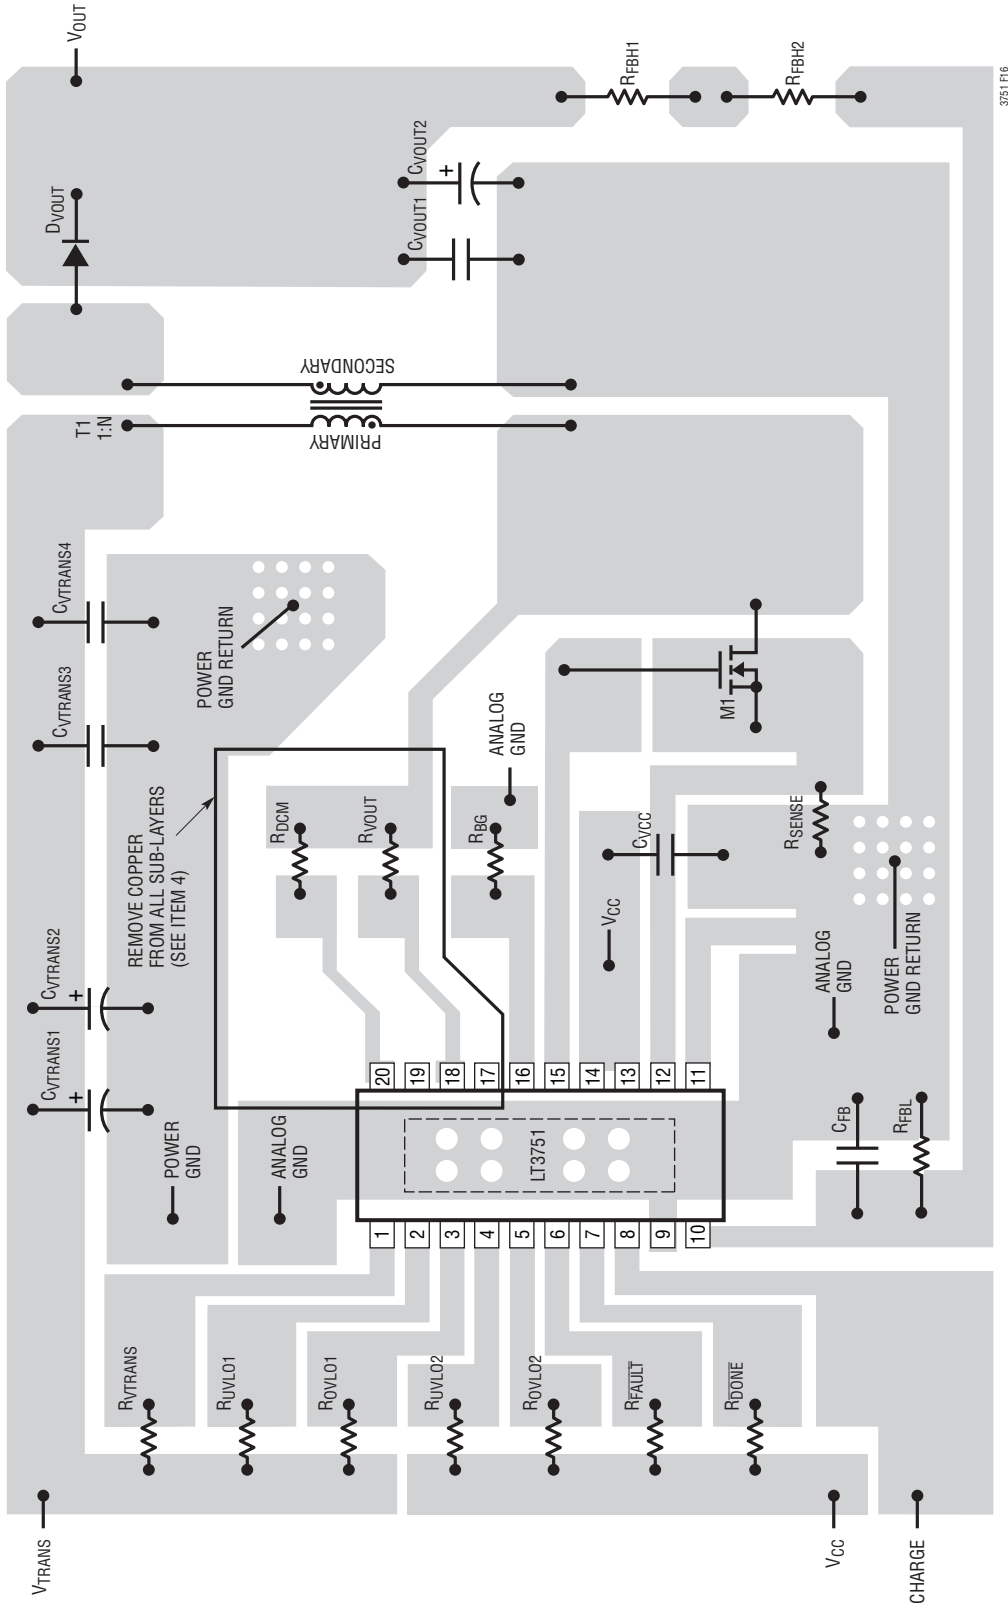 VOUT
DVOUT
CVOUT2
+
CVOUT1
RFBH1
RFBH2
3751 F16
T1
1:N
PRIMARY
SECONDARY
CVTRANS4
CVTRANS3
POWER
GND RETURN
REMOVE COPPER
FROM ALL SUB-LAYERS
(SEE ITEM 4)
CVTRANS2
+
CVTRANS1
+
RDCM
RVOUT
RBG
ANALOG
GND
M1
CVCC
RSENSE
VCC
ANALOG
GND
POWER
GND RETURN
POWER
GND
ANALOG
GND
20
19
18
17
16
15
14
13
12
11
LT3751
1
2
3
4
5
6
7
8
9
10
CFB
RFBL
RVTRANS
RUVLO1
ROVLO1
RUVLO2
ROVLO2
RFAULT
RDONE
VTRANS
VCC
CHARGE